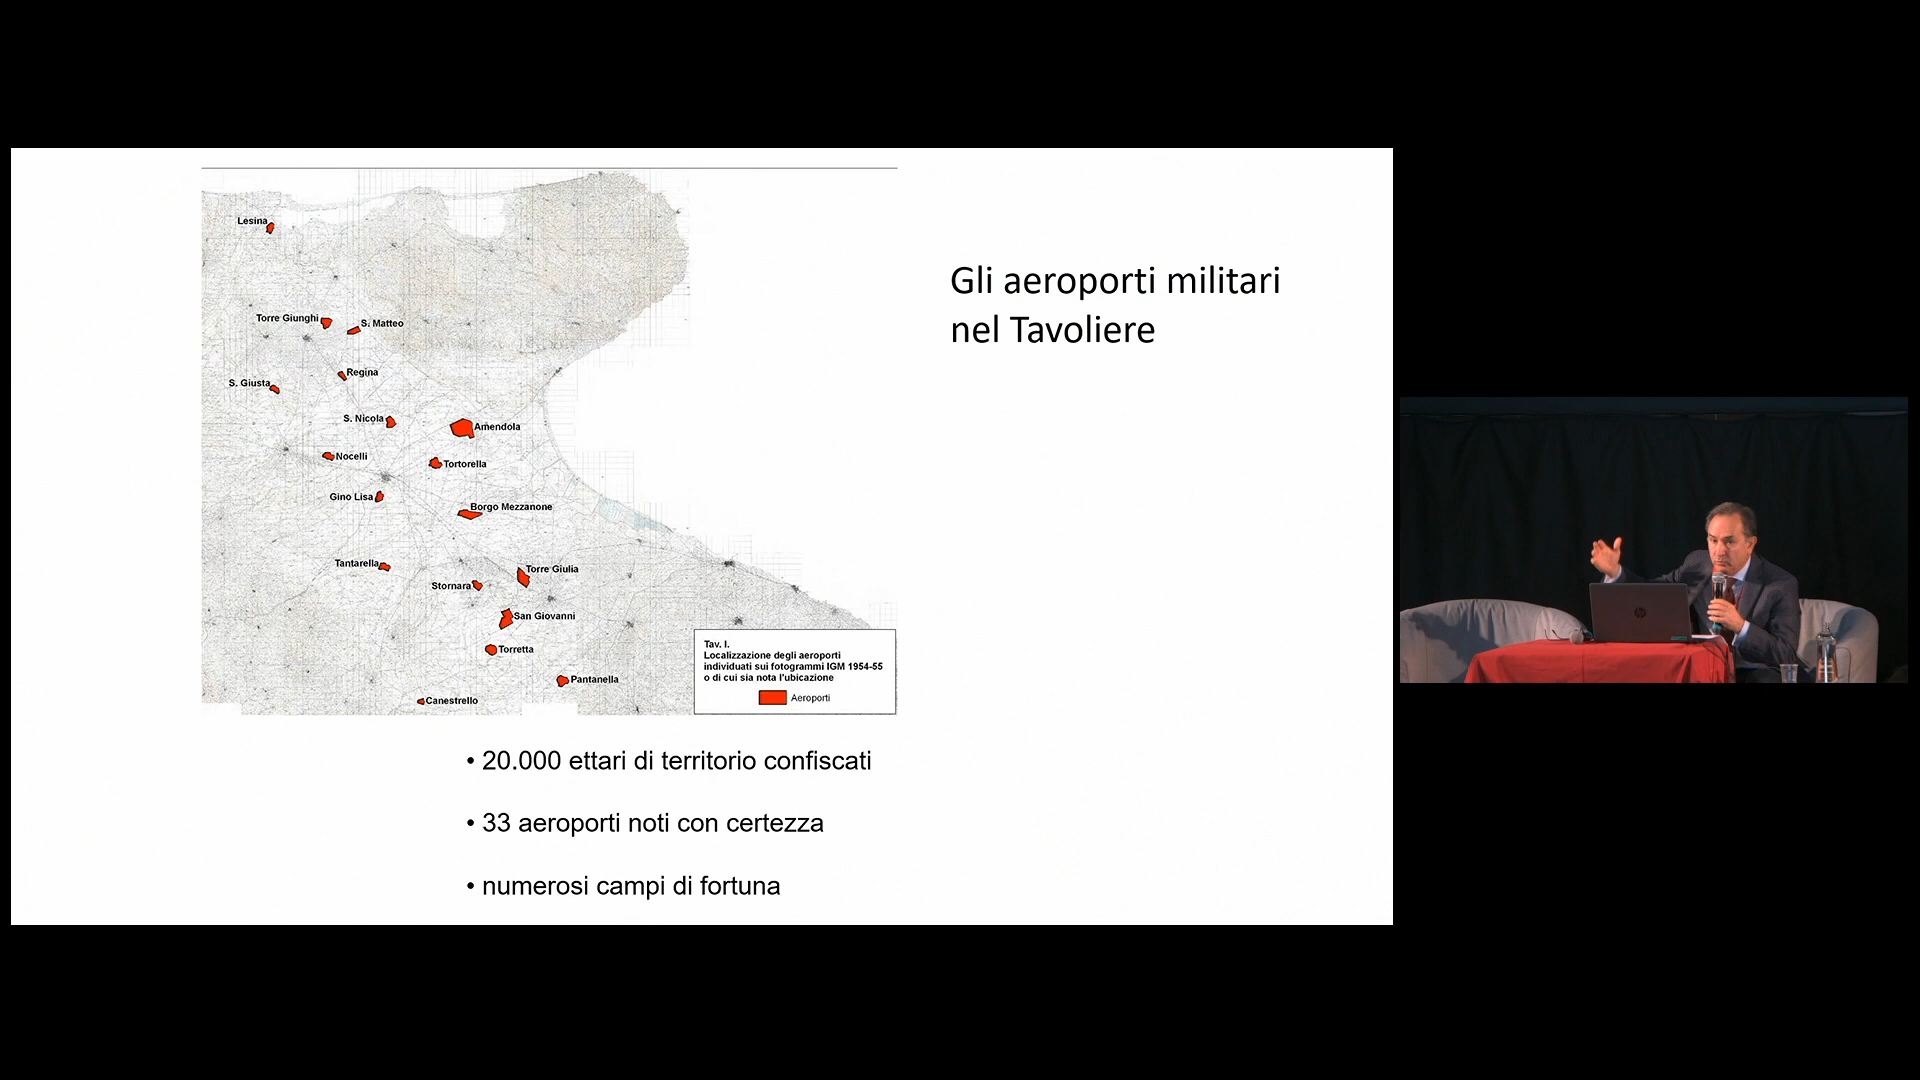 Lesina
Torre Giunghi
S. Matteo
Regina
S. Giusta
S. Nicola
Amendola
Nocelli
Tortorella
Gino Lisa
Borgo Mezzanone
Tantarella
Torre Giulia
Stornara
San Giovanni
Torretta
Pantanella
Canestrello
Tav. I.
Localizzazione degli aeroporti
individuati sui fotogrammi IGM 1954-55
o di cui sia nota l'ubicazione
Aeroporti
Gli aeroporti militari
nel Tavoliere
• 20.000 ettari di territorio confiscati
• 33 aeroporti noti con certezza
• numerosi campi di fortuna
hp